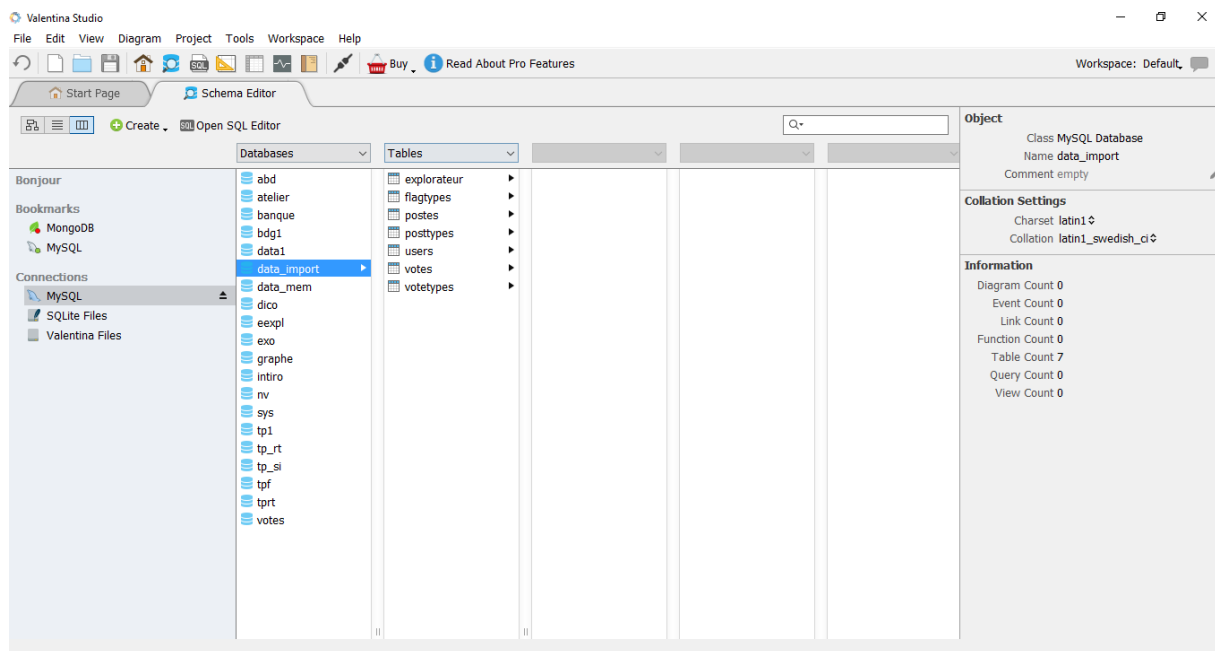 Valentina Studio
File Edit View Diagram Project Tools Workspace Help
SQL Buy Read About Pro Features Workspace: Default
Start Page Schema Editor
Create SQL Open SQL Editor
Databases Tables
Bonjour
Bookmarks
MongoDB
MySQL
Connections
MySQL
SQLite Files
Valentina Files
abd
atelier
banque
bdg1
data1
data_import
data_mem
dico
eexpl
exo
graphe
intiro
nv
sys
tp1
tp_rt
tp_si
tpf
tprt
votes
explorateur
flagtypes
postes
posttypes
users
votes
votetypes
Object
Class MySQL Database
Name data_import
Comment empty
Collation Settings
Charset latin1
Collation latin1_swedish_ci
Information
Diagram Count 0
Event Count 0
Link Count 0
Function Count 0
Table Count 7
Query Count 0
View Count 0